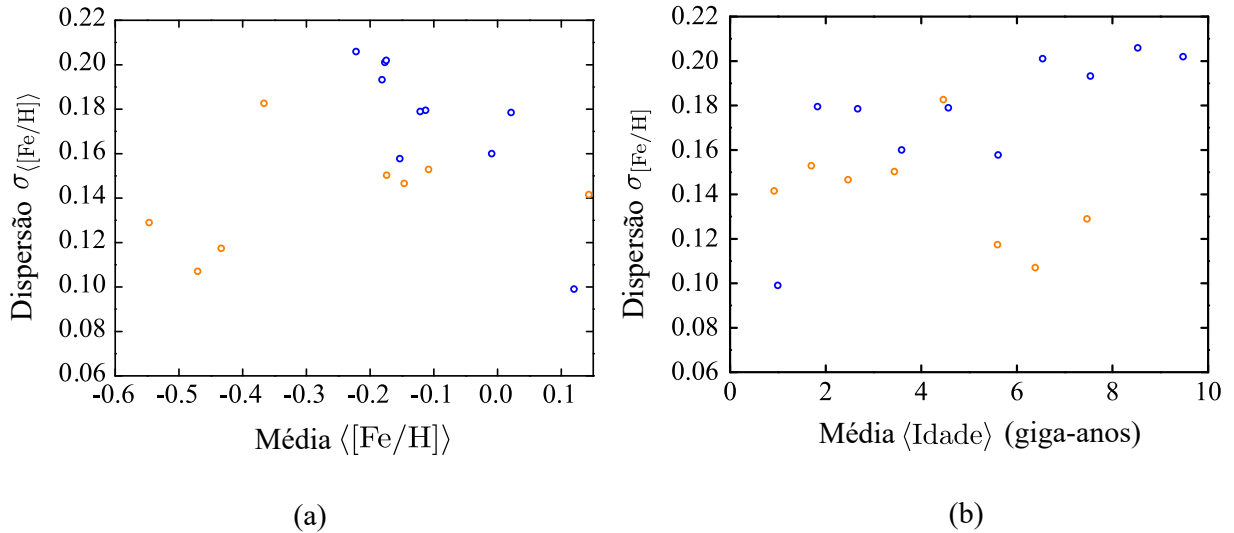 0.22
0.20
0.18
0.16
0.14
0.12
0.10
0.08
0.06
-0.6 -0.5 -0.4 -0.3 -0.2 -0.1 0.0 0.1
Dispersão σ⟨[Fe/H]⟩
Média ⟨[Fe/H]⟩
(a)
0.22
0.20
0.18
0.16
0.14
0.12
0.10
0.08
0.06
0 2 4 6 8 10
Dispersão σ[Fe/H]
Média ⟨Idade⟩ (giga-anos)
(b)